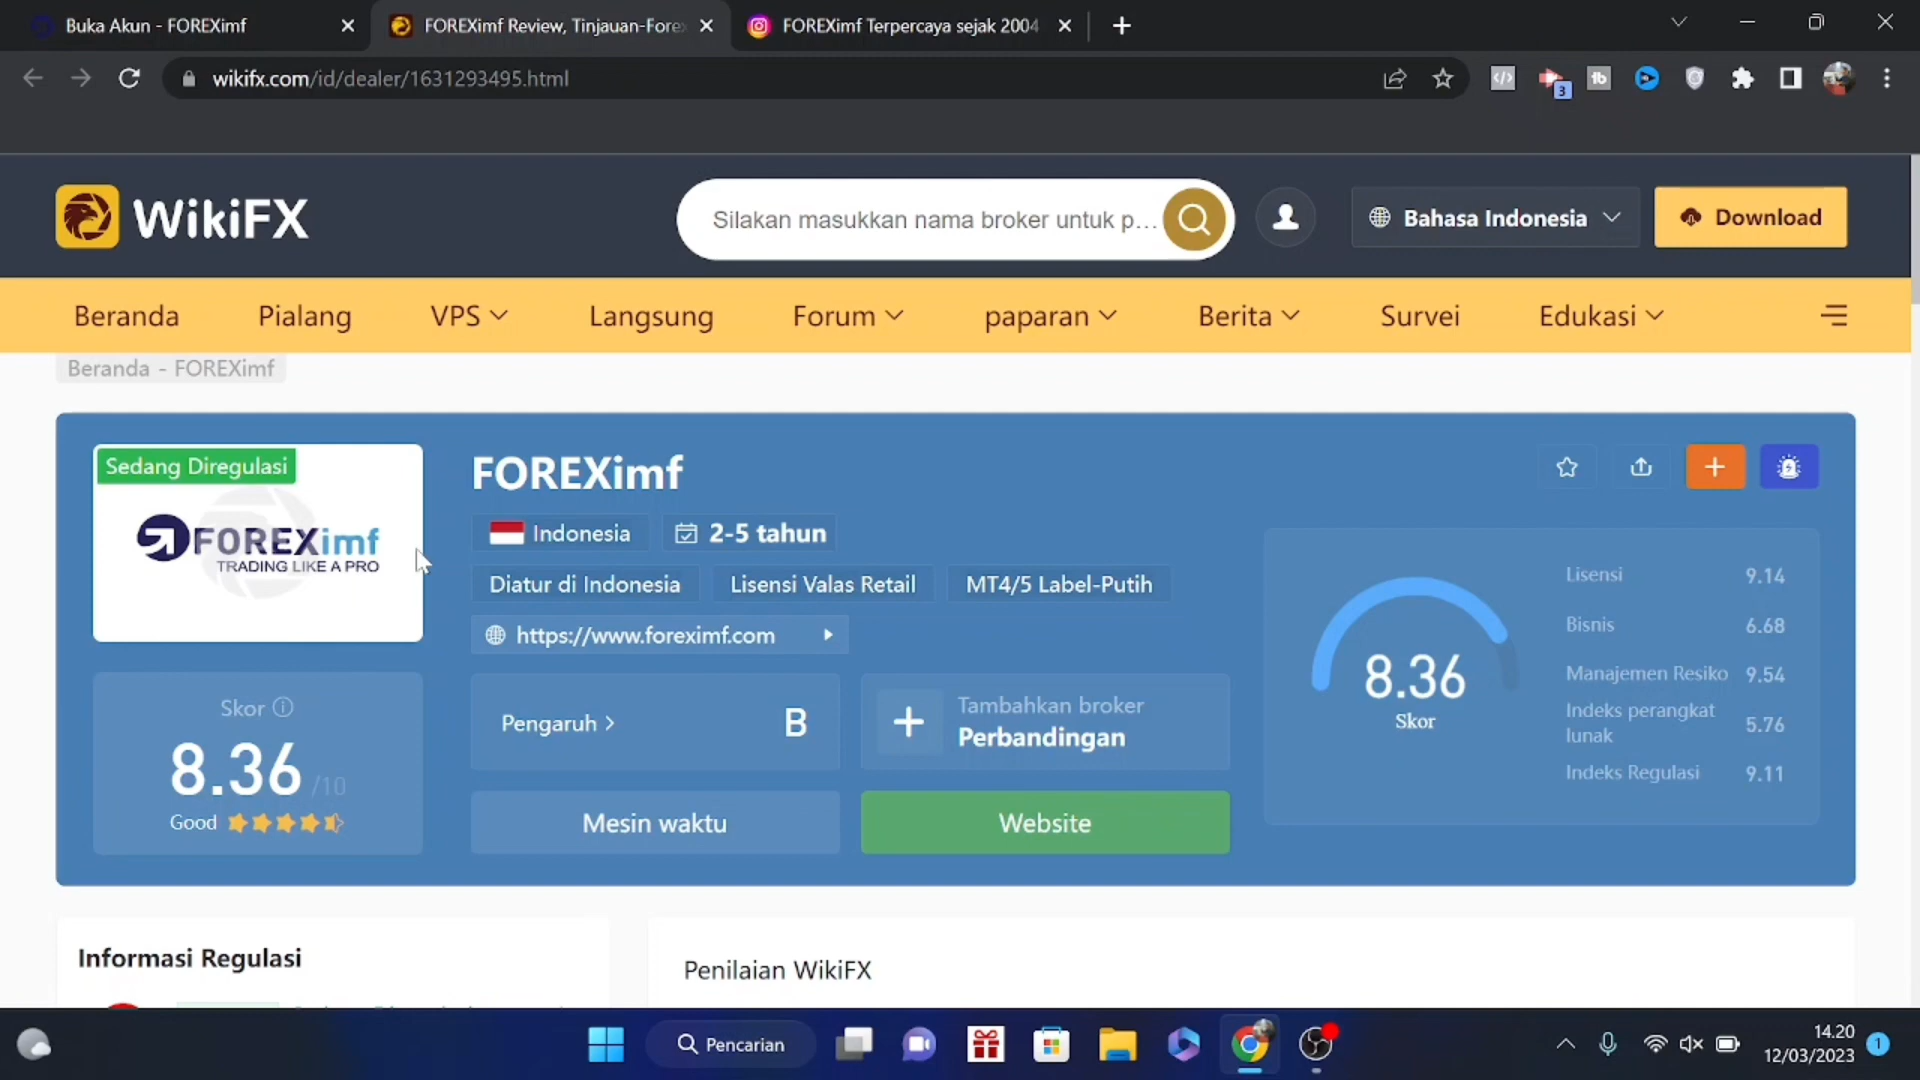 Buka Akun - FOREXimf
FOREXimf Review, Tinjauan-Fore
FOREXimf Terpercaya sejak 2004
wikifx.com/id/dealer/1631293495.html
3
WikiFX
Silakan masukkan nama broker untuk p...
Bahasa Indonesia
Download
Beranda
Pialang
VPS
Langsung
Forum
paparan
Berita
Survei
Edukasi
Beranda - FOREXimf
Sedang Diregulasi
FOREXimf
TRADING LIKE A PRO
FOREXimf
Indonesia
2-5 tahun
Diatur di Indonesia
Lisensi Valas Retail
MT4/5 Label-Putih
https://www.foreximf.com
Skor
8.36 /10
Good
Pengaruh >
B
Tambahkan broker
Perbandingan
Mesin waktu
Website
8.36
Skor
Lisensi 9.14
Bisnis 6.68
Manajemen Resiko 9.54
Indeks perangkat
lunak 5.76
Indeks Regulasi 9.11
Informasi Regulasi
Penilaian WikiFX
Pencarian
14.20
12/03/2023
1